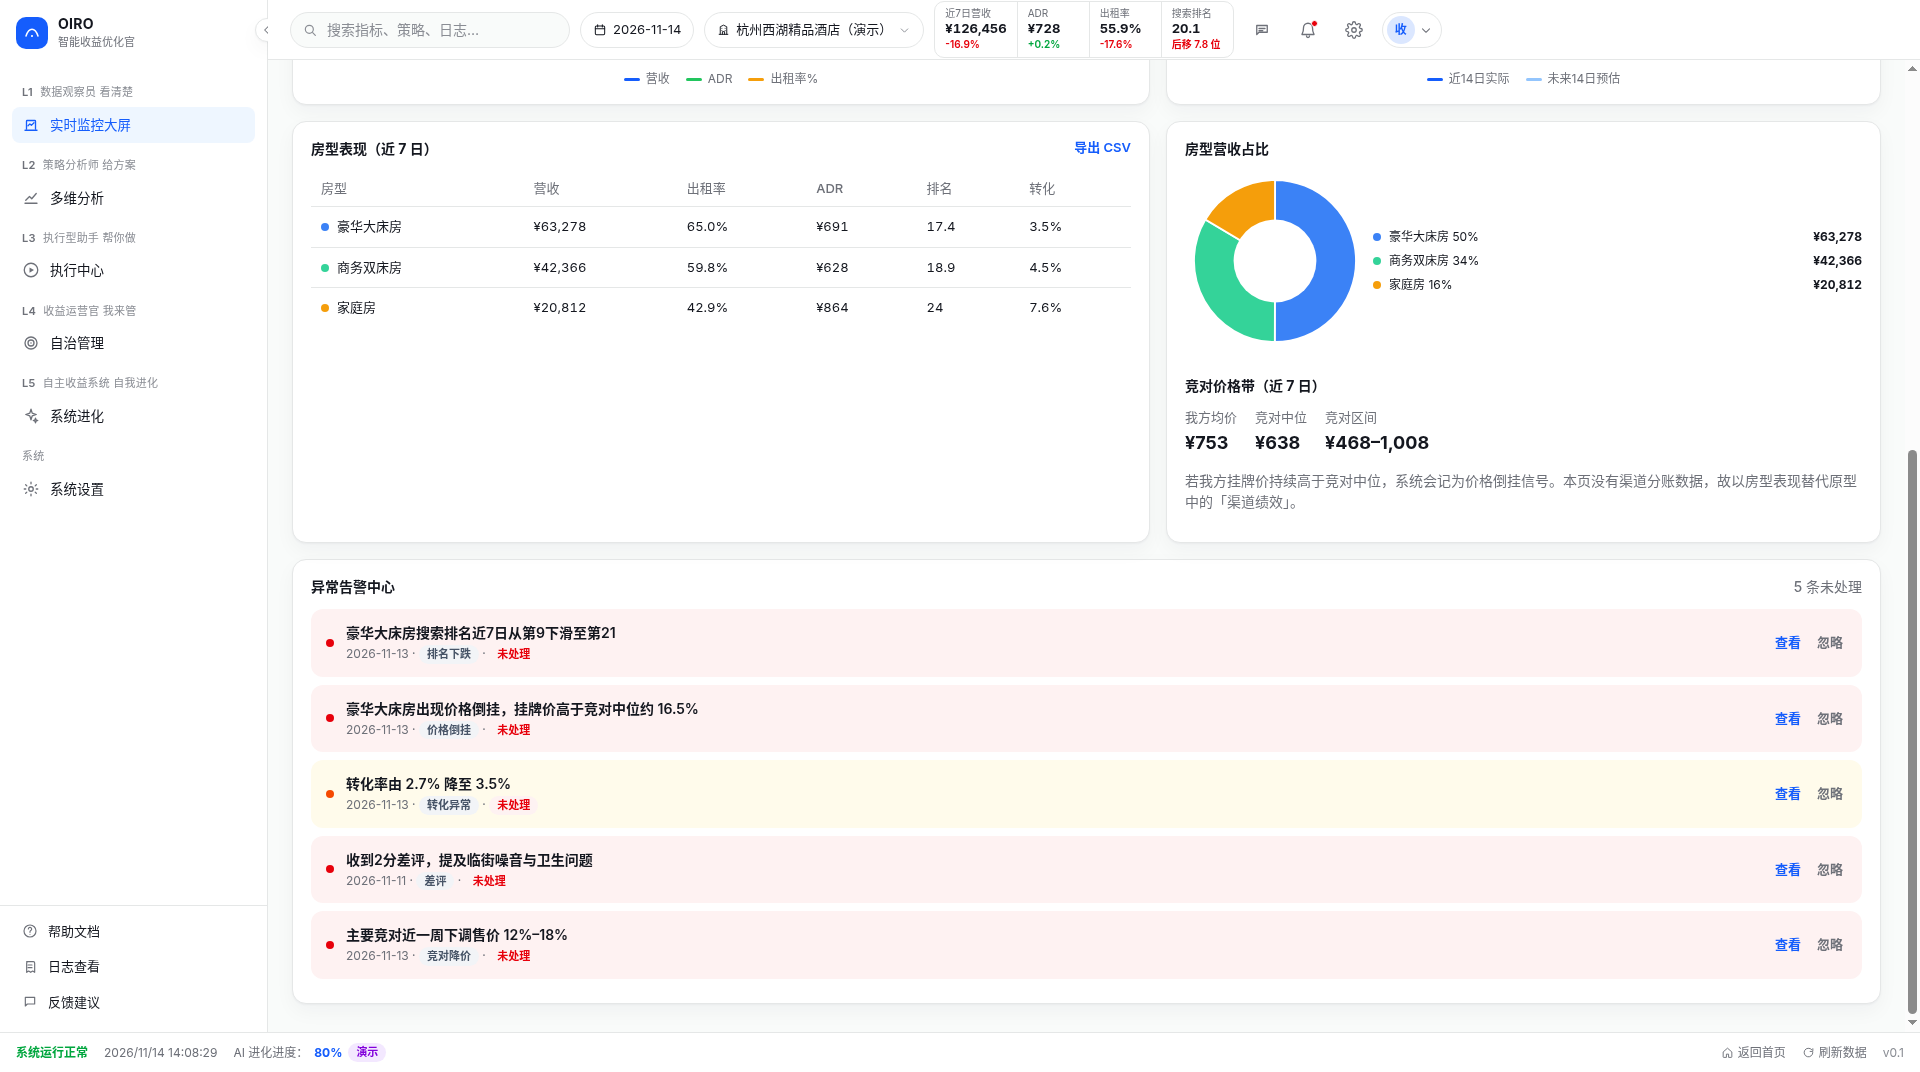 OIRO
智能收益优化官
搜索指标、策略、日志...
2026-11-14
杭州西湖精品酒店（演示）
近7日营收
¥126,456
-16.9%
ADR
¥728
+0.2%
出租率
55.9%
-17.6%
搜索排名
20.1
后移 7.8 位
收
L1 数据观察员 看清楚
实时监控大屏
L2 策略分析师 给方案
多维分析
L3 执行型助手 帮你做
执行中心
L4 收益运营官 我来管
自治管理
L5 自主收益系统 自我进化
系统进化
系统
系统设置
帮助文档
日志查看
反馈建议
营收 ADR 出租率%
近14日实际 未来14日预估
房型表现（近 7 日）
导出 CSV
房型 营收 出租率 ADR 排名 转化
豪华大床房 ¥63,278 65.0% ¥691 17.4 3.5%
商务双床房 ¥42,366 59.8% ¥628 18.9 4.5%
家庭房 ¥20,812 42.9% ¥864 24 7.6%
房型营收占比
豪华大床房 50% ¥63,278
商务双床房 34% ¥42,366
家庭房 16% ¥20,812
竞对价格带（近 7 日）
我方均价 竞对中位 竞对区间
¥753 ¥638 ¥468–1,008
若我方挂牌价持续高于竞对中位，系统会记为价格倒挂信号。本页没有渠道分账数据，故以房型表现替代原型
中的「渠道绩效」。
异常告警中心
5 条未处理
豪华大床房搜索排名近7日从第9下滑至第21
2026-11-13 · 排名下跌 · 未处理
查看 忽略
豪华大床房出现价格倒挂，挂牌价高于竞对中位约 16.5%
2026-11-13 · 价格倒挂 · 未处理
查看 忽略
转化率由 2.7% 降至 3.5%
2026-11-13 · 转化异常 · 未处理
查看 忽略
收到2分差评，提及临街噪音与卫生问题
2026-11-11 · 差评 · 未处理
查看 忽略
主要竞对近一周下调售价 12%–18%
2026-11-13 · 竞对降价 · 未处理
查看 忽略
系统运行正常 2026/11/14 14:08:29 AI 进化进度： 80% 演示
返回首页 刷新数据 v0.1